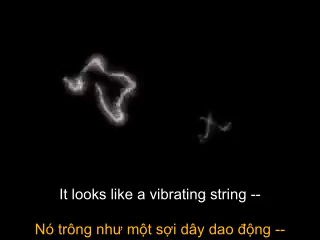 It looks like a vibrating string --
Nó trông như một sợi dây dao động --